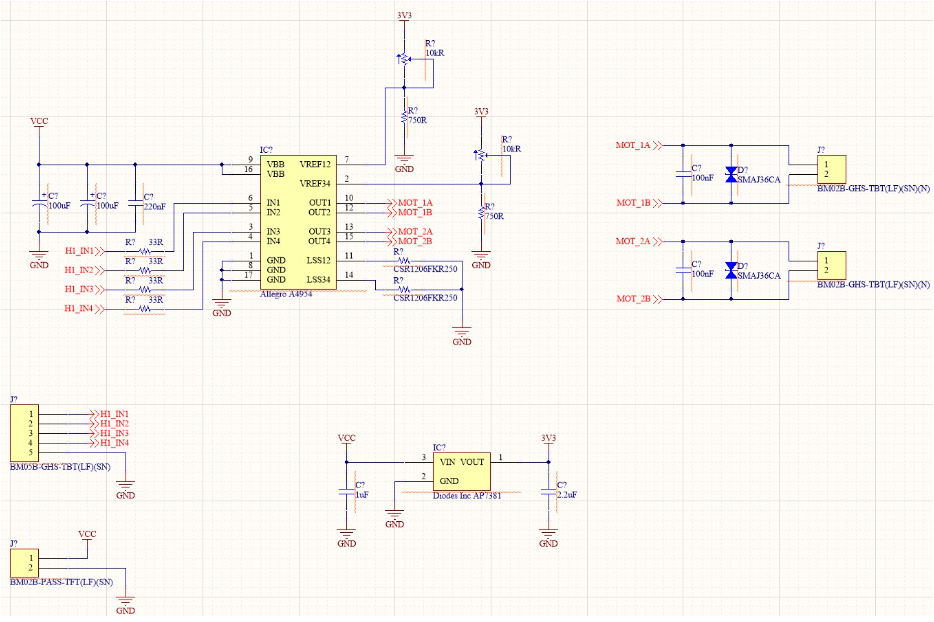 3V3
R?
10kR
R?
750R
3V3
R?
10kR
R?
750R
GND
GND
VCC
C?
100uF
C?
100uF
C?
220nF
GND
H1_IN1
R? 33R
H1_IN2
R? 33R
H1_IN3
R? 33R
H1_IN4
R? 33R
IC?
9 VBB VREF12 7
16 VBB
VREF34 2
6 IN1 OUT1 10 MOT_1A
5 IN2 OUT2 12 MOT_1B
3 IN3 OUT3 13 MOT_2A
4 IN4 OUT4 15 MOT_2B
1 GND LSS12 11
8 GND
17 GND LSS34 14
Allegro A4954
GND
R?
CSR1206FKR250
R?
CSR1206FKR250
GND
MOT_1A
C?
100nF
D?
SMAJ36CA
MOT_1B
J?
1
2
BM02B-GHS-TBT(LF)(SN)(N)
MOT_2A
C?
100nF
D?
SMAJ36CA
MOT_2B
J?
1
2
BM02B-GHS-TBT(LF)(SN)(N)
J?
1 H1_IN1
2 H1_IN2
3 H1_IN3
4 H1_IN4
5
BM05B-GHS-TBT(LF)(SN)
GND
VCC
C?
1uF
GND
IC?
3 VIN VOUT 1
2 GND
Diodes Inc AP7381
GND
3V3
C?
2.2uF
GND
J?
VCC
1
2
BM02B-PASS-TFT(LF)(SN)
GND